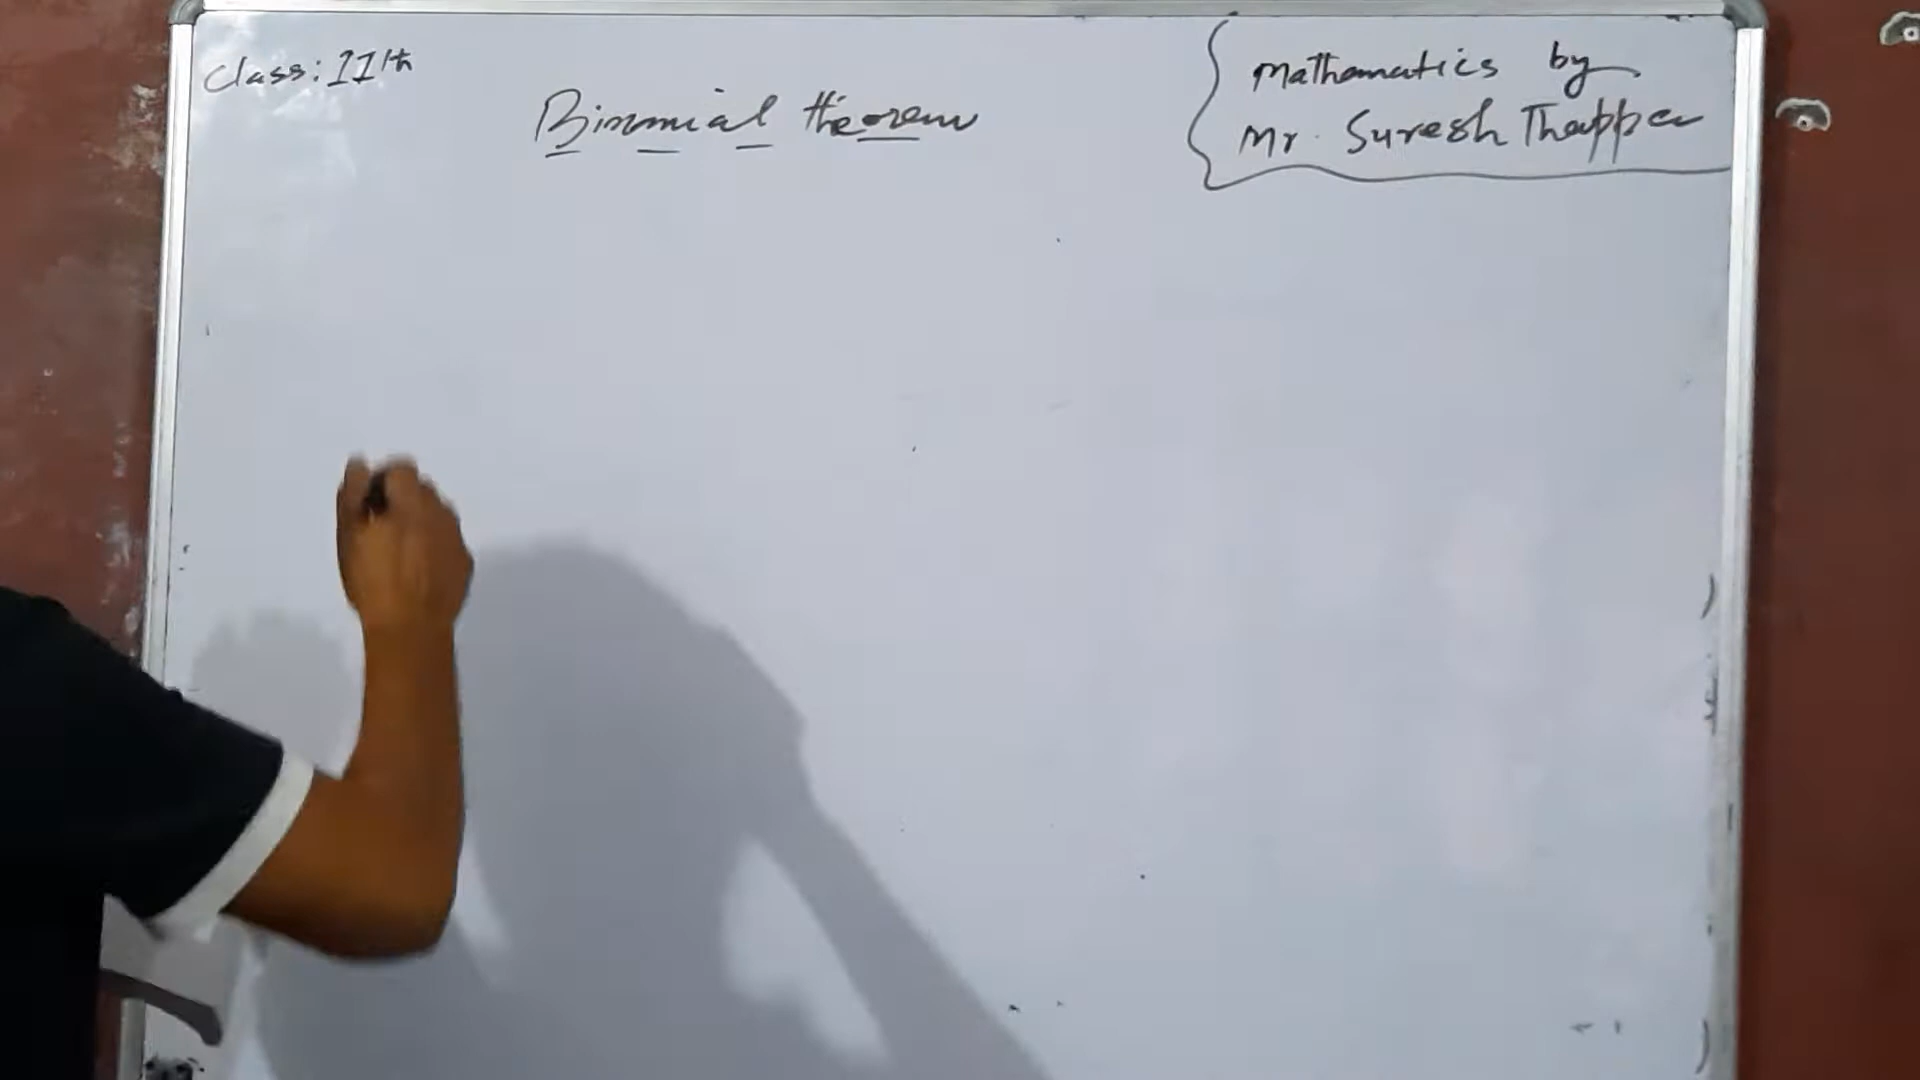 Class: 11th
Binomial theorem
Mathematics by
Mr. Suresh Thapper